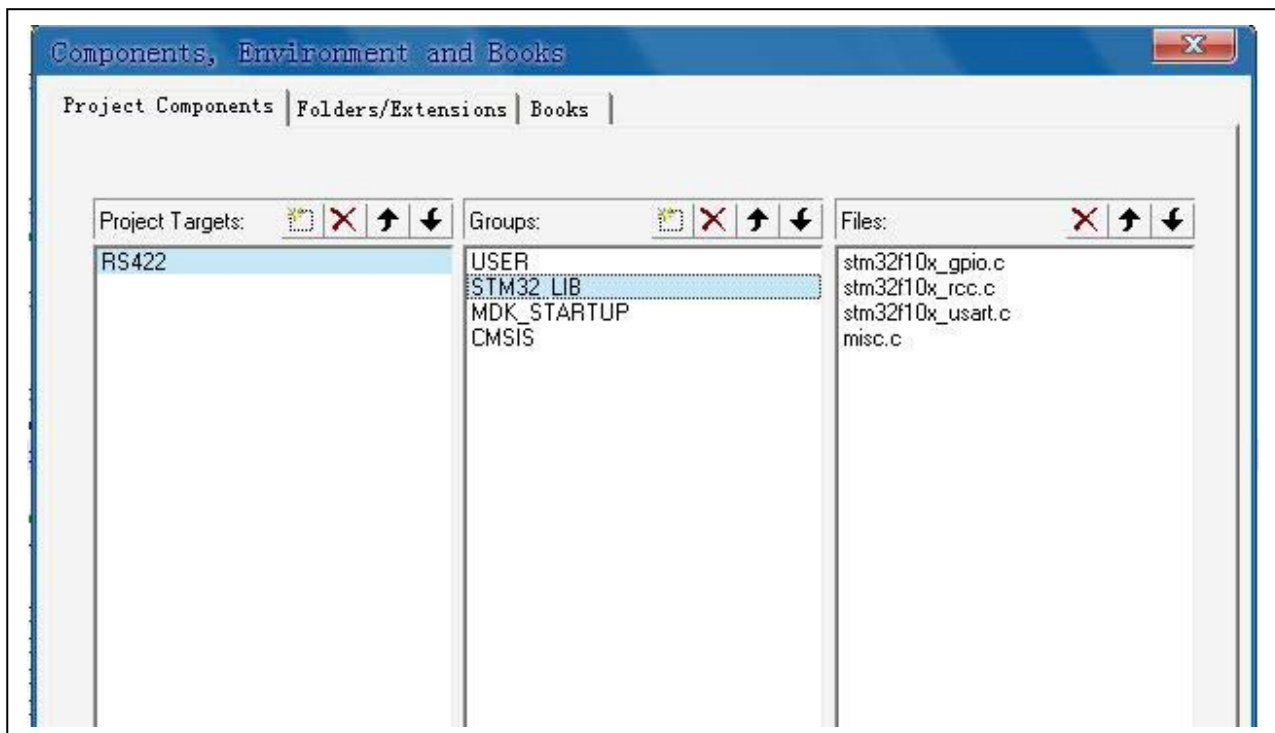 Components, Environment and Books
Project Components Folders/Extensions Books
Project Targets:
RS422
Groups:
USER
STM32_LIB
MDK_STARTUP
CMSIS
Files:
stm32f10x_gpio.c
stm32f10x_rcc.c
stm32f10x_usart.c
misc.c